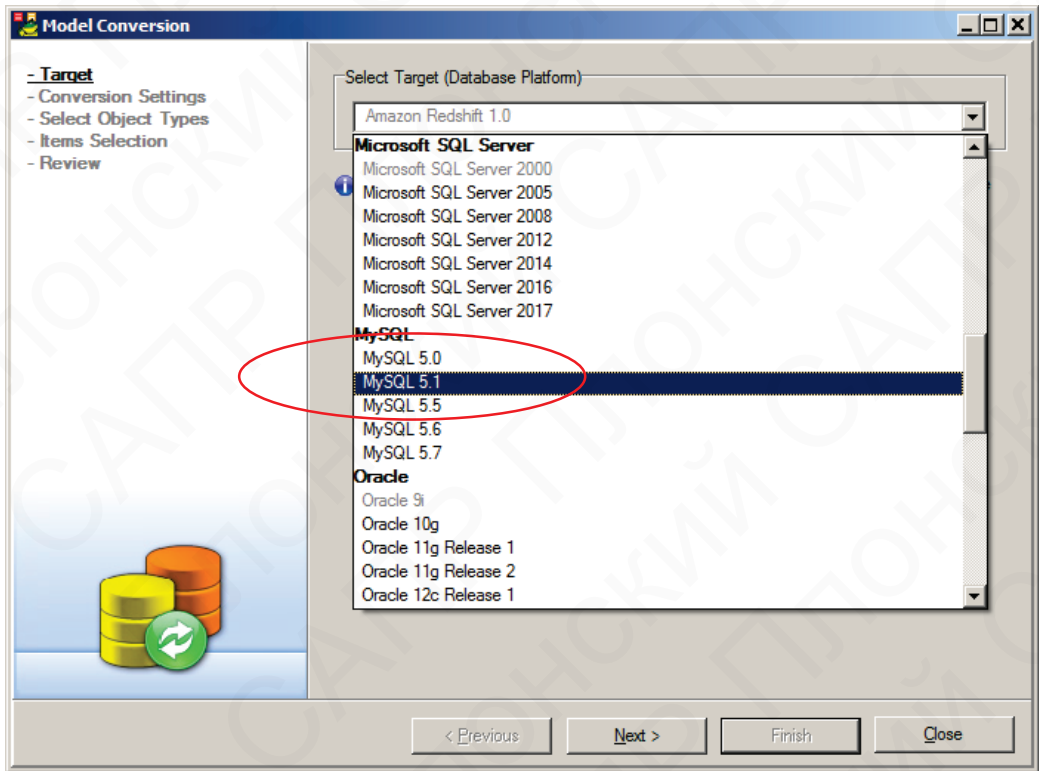 Model Conversion
- Target
- Conversion Settings
- Select Object Types
- Items Selection
- Review
Select Target (Database Platform)
Amazon Redshift 1.0
Microsoft SQL Server
Microsoft SQL Server 2000
Microsoft SQL Server 2005
Microsoft SQL Server 2008
Microsoft SQL Server 2012
Microsoft SQL Server 2014
Microsoft SQL Server 2016
Microsoft SQL Server 2017
MySQL
MySQL 5.0
MySQL 5.1
MySQL 5.5
MySQL 5.6
MySQL 5.7
Oracle
Oracle 9i
Oracle 10g
Oracle 11g Release 1
Oracle 11g Release 2
Oracle 12c Release 1
< Previous
Next >
Finish
Close
САПР ПЛОНСКИЙ